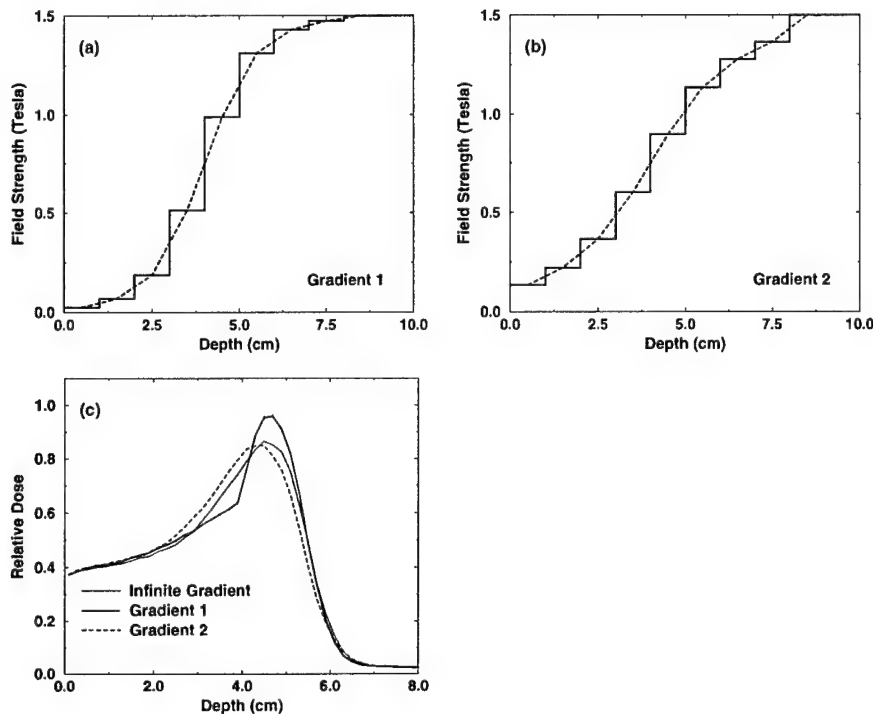 (a)
Field Strength (Tesla)
1.5
1.0
0.5
0.0
0.0 2.5 5.0 7.5 10.0
Depth (cm)
Gradient 1
(b)
Field Strength (Tesla)
1.5
1.0
0.5
0.0
0.0 2.5 5.0 7.5 10.0
Depth (cm)
Gradient 2
(c)
Relative Dose
1.0
0.8
0.6
0.4
0.2
0.0
0.0 2.0 4.0 6.0 8.0
Depth (cm)
Infinite Gradient
Gradient 1
Gradient 2